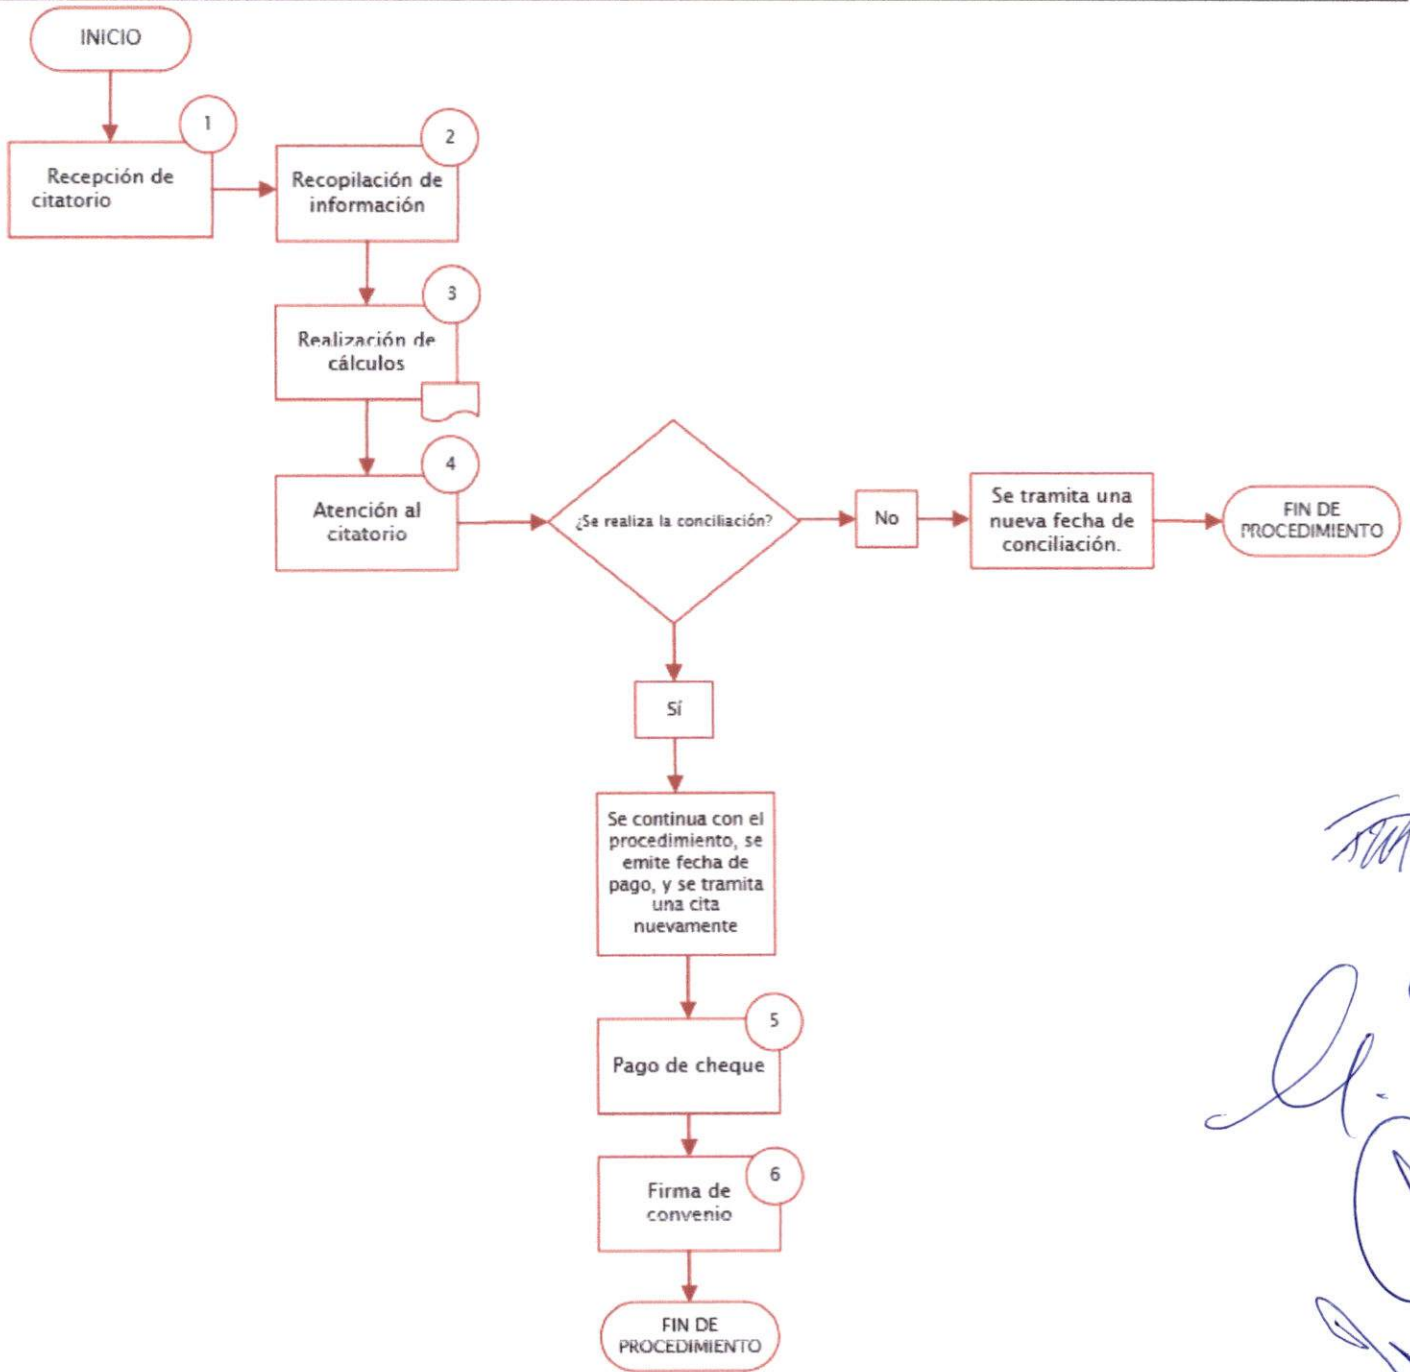 INICIO
1
Recepción de
citatorio
2
Recopilación de
información
3
Realización de
cálculos
4
Atención al
citatorio
¿Se realiza la conciliación?
No
Se tramita una
nueva fecha de
conciliación.
FIN DE
PROCEDIMIENTO
Sí
Se continua con el
procedimiento, se
emite fecha de
pago, y se tramita
una cita
nuevamente
5
Pago de cheque
6
Firma de
convenio
FIN DE
PROCEDIMIENTO